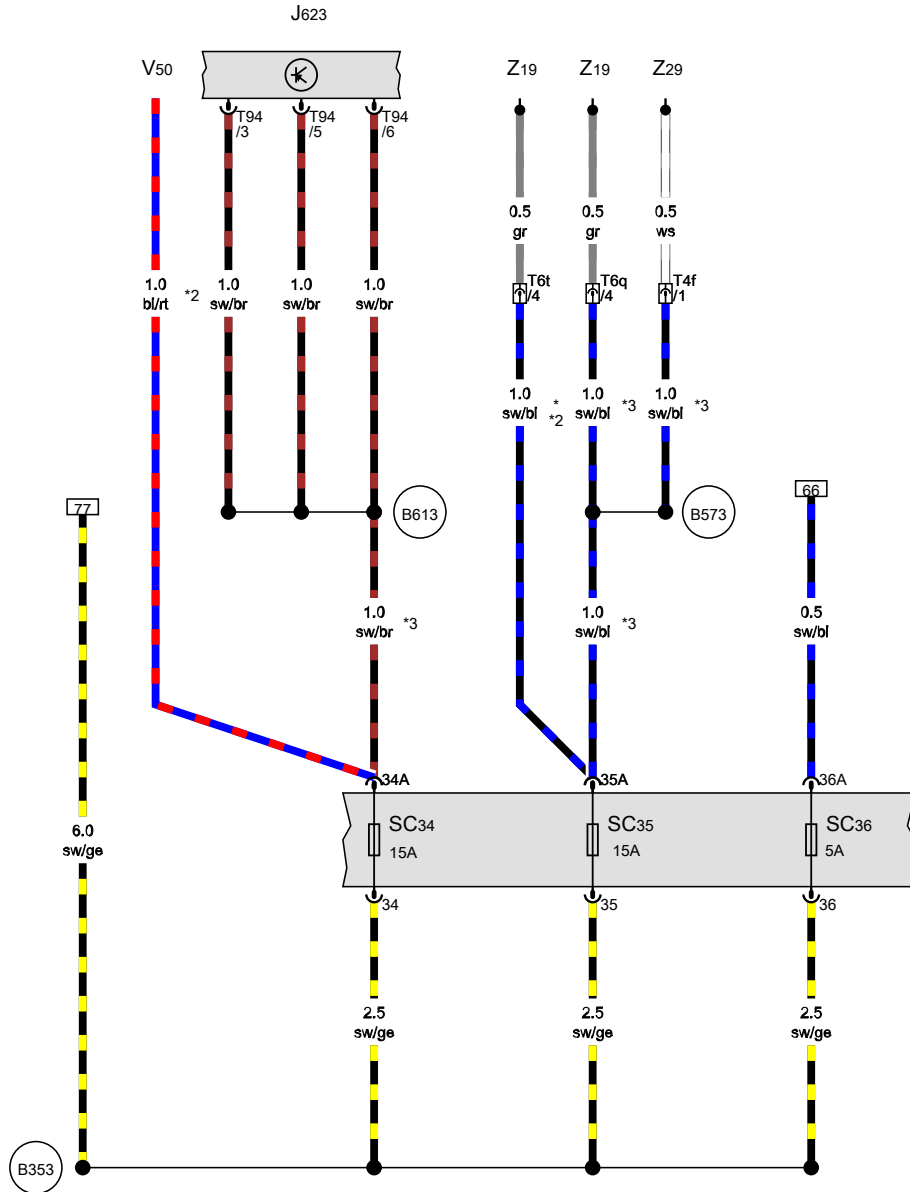 J623
V50
Z19
Z19
Z29
T94
/3
T94
/5
T94
/6
0.5
gr
0.5
gr
0.5
ws
1.0
bl/rt
*2
1.0
sw/br
1.0
sw/br
1.0
sw/br
T6t
/4
T6q
/4
T4f
/1
1.0
sw/bl
*
*2
1.0
sw/bl
*3
1.0
sw/bl
*3
77
B613
B573
66
1.0
sw/br
*3
1.0
sw/bl
*3
0.5
sw/bl
34A
35A
36A
6.0
sw/ge
SC34
15A
SC35
15A
SC36
5A
34
35
36
2.5
sw/ge
2.5
sw/ge
2.5
sw/ge
B353